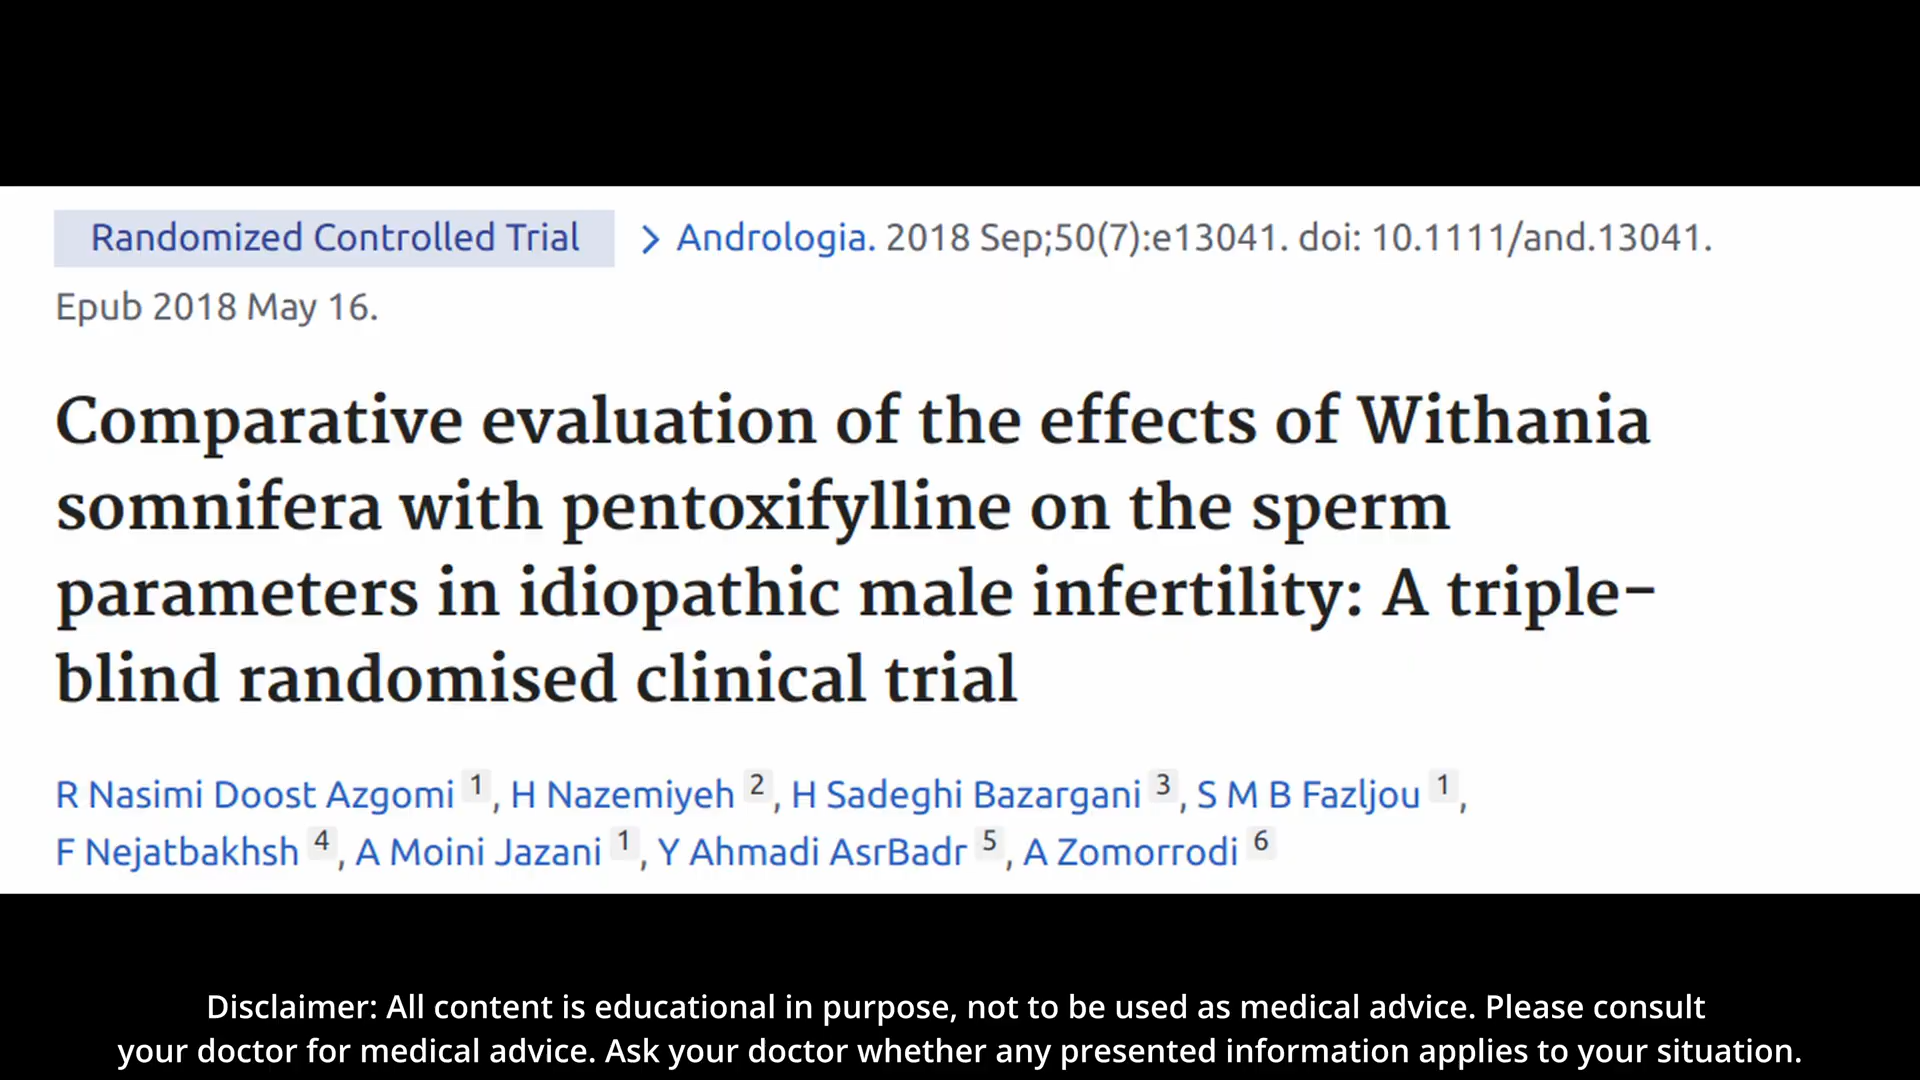 Randomized Controlled Trial > Andrologia. 2018 Sep;50(7):e13041. doi: 10.1111/and.13041.
Epub 2018 May 16.
Comparative evaluation of the effects of Withania
somnifera with pentoxifylline on the sperm
parameters in idiopathic male infertility: A triple-
blind randomised clinical trial
R Nasimi Doost Azgomi 1, H Nazemiyeh 2, H Sadeghi Bazargani 3, S M B Fazljou 1,
F Nejatbakhsh 4, A Moini Jazani 1, Y Ahmadi AsrBadr 5, A Zomorrodi 6
Disclaimer: All content is educational in purpose, not to be used as medical advice. Please consult
your doctor for medical advice. Ask your doctor whether any presented information applies to your situation.